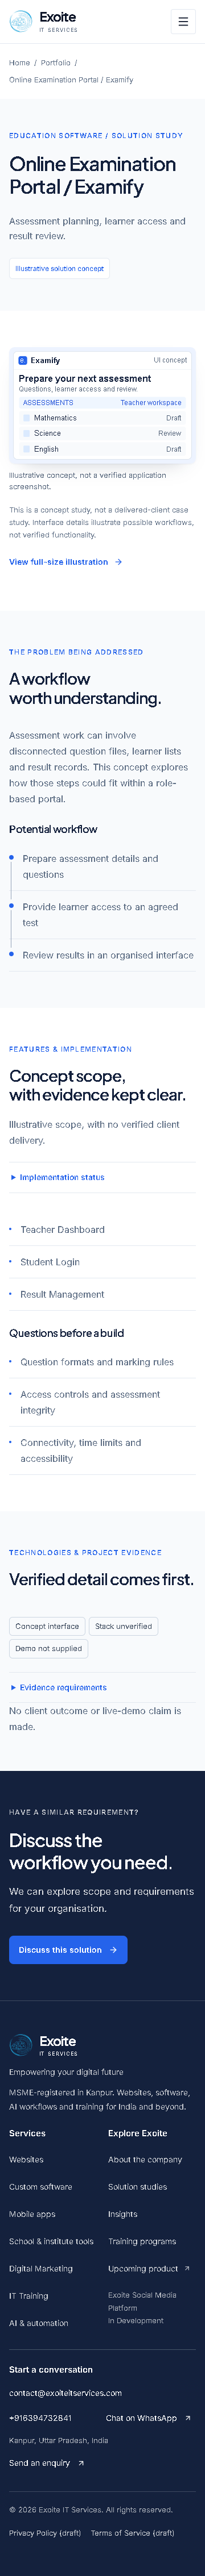 Exoite
IT SERVICES
Home / Portfolio /
Online Examination Portal / Examify
EDUCATION SOFTWARE / SOLUTION STUDY
Online Examination
Portal / Examify
Assessment planning, learner access and
result review.
Illustrative solution concept
Examify
UI concept
Prepare your next assessment
Questions, learner access and review
ASSESSMENTS
Teacher workspace
Mathematics
Draft
Science
Review
English
Draft
Illustrative concept, not a verified application
screenshot.
This is a concept study, not a delivered-client case
study. Interface details illustrate possible workflows,
not verified functionality.
View full-size illustration →
THE PROBLEM BEING ADDRESSED
A workflow
worth understanding.
Assessment work can involve
disconnected question files, learner lists
and result records. This concept explores
how those steps could fit within a role-
based portal.
Potential workflow
Prepare assessment details and
questions
Provide learner access to an agreed
test
Review results in an organised interface
FEATURES & IMPLEMENTATION
Concept scope,
with evidence kept clear.
Illustrative scope, with no verified client
delivery.
Implementation status
Teacher Dashboard
Student Login
Result Management
Questions before a build
Question formats and marking rules
Access controls and assessment
integrity
Connectivity, time limits and
accessibility
TECHNOLOGIES & PROJECT EVIDENCE
Verified detail comes first.
Concept interface
Stack unverified
Demo not supplied
Evidence requirements
No client outcome or live-demo claim is
made.
HAVE A SIMILAR REQUIREMENT?
Discuss the
workflow you need.
We can explore scope and requirements
for your organisation.
Discuss this solution →
Exoite
IT SERVICES
Empowering your digital future
MSME-registered in Kanpur. Websites, software,
AI workflows and training for India and beyond.
Services
Websites
Custom software
Mobile apps
School & institute tools
Digital Marketing
IT Training
AI & automation
Explore Exoite
About the company
Solution studies
Insights
Training programs
Upcoming product ↗
Exoite Social Media
Platform
In Development
Start a conversation
contact@exoiteitservices.com
+916394732841
Chat on WhatsApp ↗
Kanpur, Uttar Pradesh, India
Send an enquiry ↗
© 2026 Exoite IT Services. All rights reserved.
Privacy Policy (draft)
Terms of Service (draft)